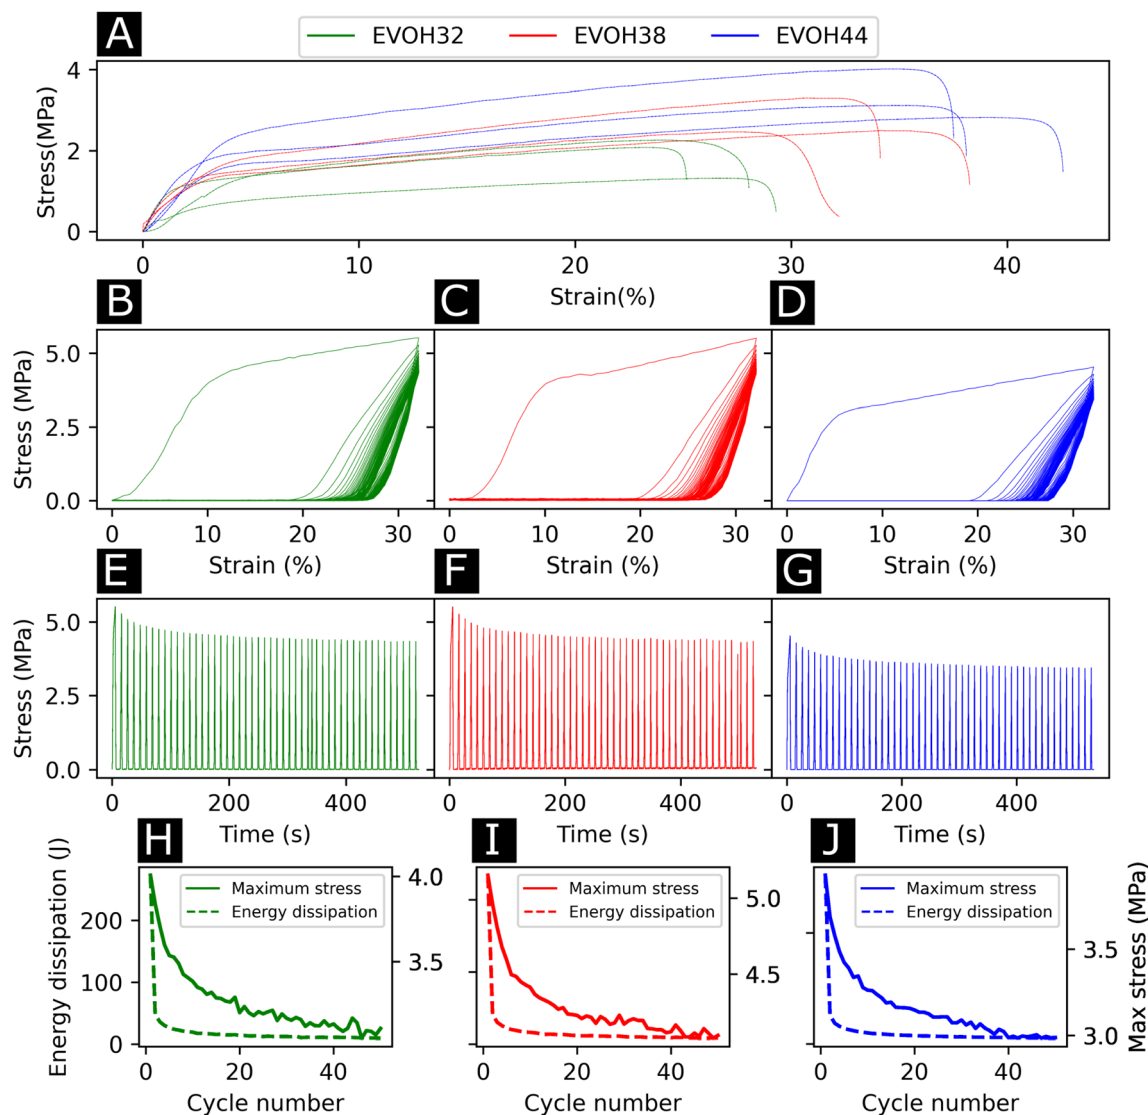 A
EVOH32 EVOH38 EVOH44
Stress(MPa)
4
2
0
0 10 20 30 40
Strain(%)
B C D
Stress (MPa)
5.0
2.5
0.0
0 10 20 30 0 10 20 30 0 10 20 30
Strain (%) Strain (%) Strain (%)
E F G
Stress (MPa)
5.0
2.5
0.0
0 200 400 0 200 400 0 200 400
Time (s) Time (s) Time (s)
H I J
Energy disssipation (J)
Maximum stress
Energy dissipation
200
100
0
4.0
3.5
0 20 40
Cycle number
Maximum stress
Energy dissipation
5.0
4.5
0 20 40
Cycle number
Maximum stress
Energy dissipation
3.5
3.0
Max stress (MPa)
0 20 40
Cycle number